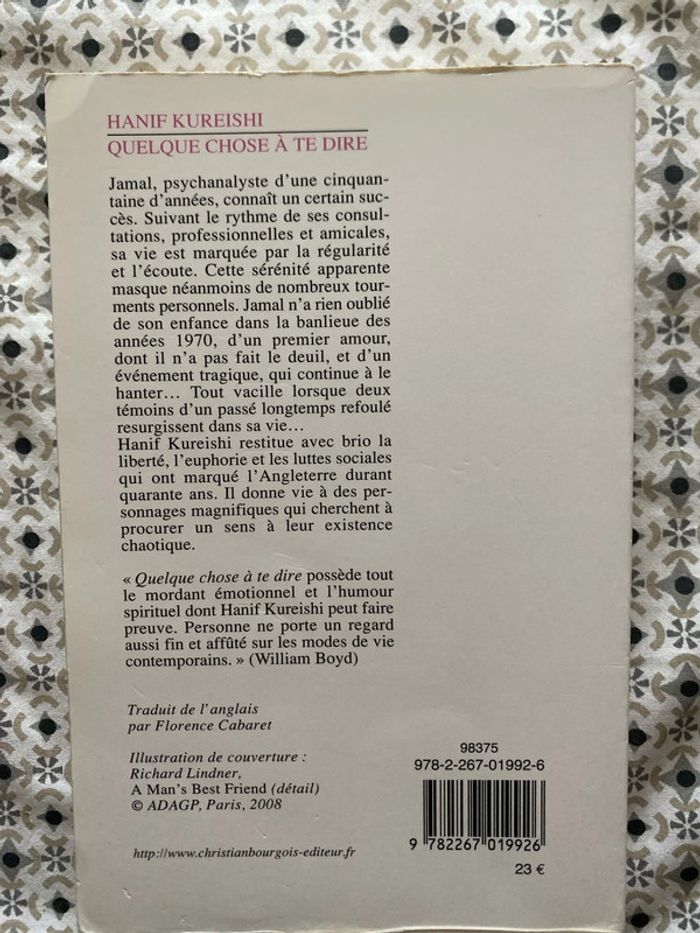 HANIF KUREISHI
QUELQUE CHOSE À TE DIRE
Jamal, psychanalyste d'une cinquan-
taine d'années, connaît un certain suc-
cès. Suivant le rythme de ses consul-
tations, professionnelles et amicales,
sa vie est marquée par la régularité
et l'écoute. Cette sérénité apparente
masque néanmoins de nombreux tour-
ments personnels. Jamal n'a rien oublié
de son enfance dans la banlieue des
années 1970, d'un premier amour,
dont il n'a pas fait le deuil, et d'un
événement tragique, qui continue à le
hanter... Tout vacille lorsque deux
témoins d'un passé longtemps refoulé
resurgissent dans sa vie...
Hanif Kureishi restitue avec brio la
liberté, l'euphorie et les luttes sociales
qui ont marqué l'Angleterre durant
quarante ans. Il donne vie à des per-
sonnages magnifiques qui cherchent à
procurer un sens à leur existence
chaotique.
« Quelque chose à te dire possède tout
le mordant émotionnel et l'humour
spirituel dont Hanif Kureishi peut faire
preuve. Personne ne porte un regard
aussi fin et affûté sur les modes de vie
contemporains. » (William Boyd)
Traduit de l'anglais
par Florence Cabaret
Illustration de couverture :
Richard Lindner,
A Man's Best Friend (détail)
© ADAGP, Paris, 2008
http://www.christianbourgois-editeur.fr
98375
978-2-267-01992-6
9 782267 019926
23 €